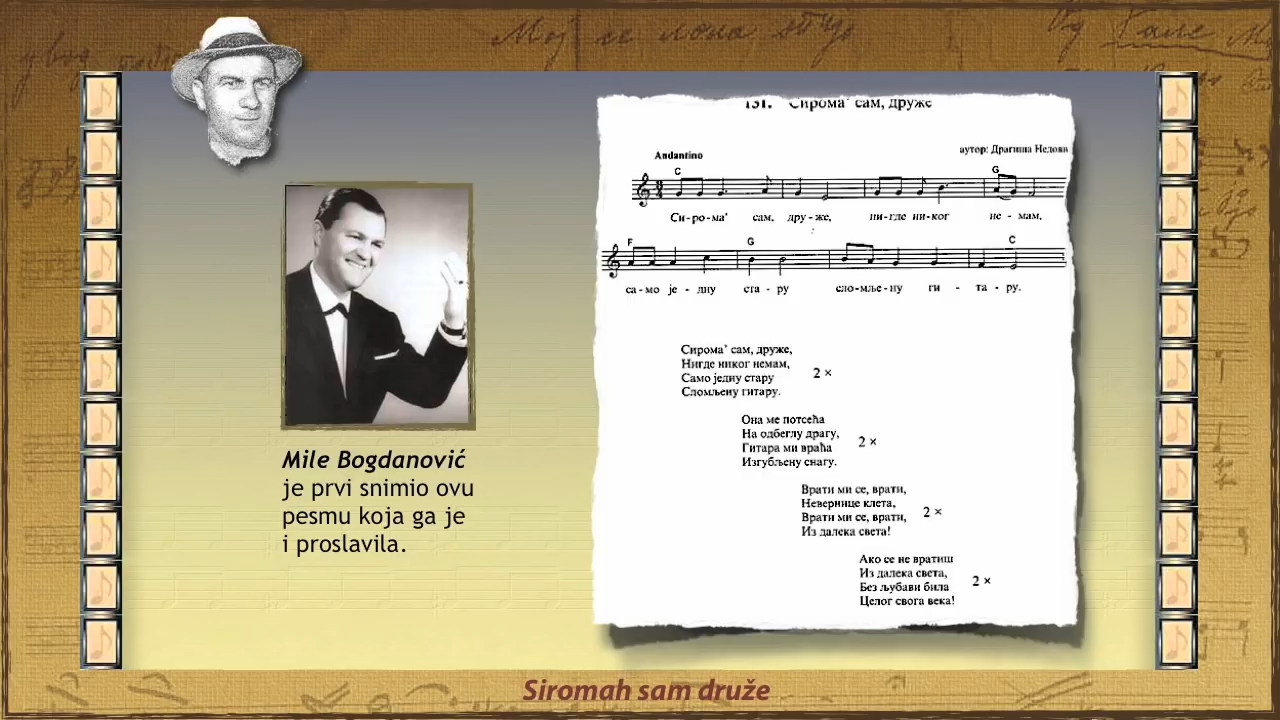 Мој се
Од
131. Сирома' сам, друже
аутор: Драгиша Недови
Andantino
C G
Си-ро-ма' сам, дру-же, ни-где ни-ког не - мам,
F G C
са-мо је - дну ста - ру сло-мље-ну ги - та - ру.
Сирома' сам, друже,
Нигде никог немам,
Само једну стару
Сломљену гитару.
2 ×
Она ме потсећа
На одбеглу драгу,
Гитара ми враћа
Изгубљену снагу.
2 ×
Врати ми се, врати,
Невернице клета,
Врати ми се, врати,
Из далека света!
2 ×
Ако се не вратиш
Из далека света,
Без љубави била
Целог свога века!
2 ×
Mile Bogdanović
je prvi snimio ovu
pesmu koja ga je
i proslavila.
Siromah sam druže